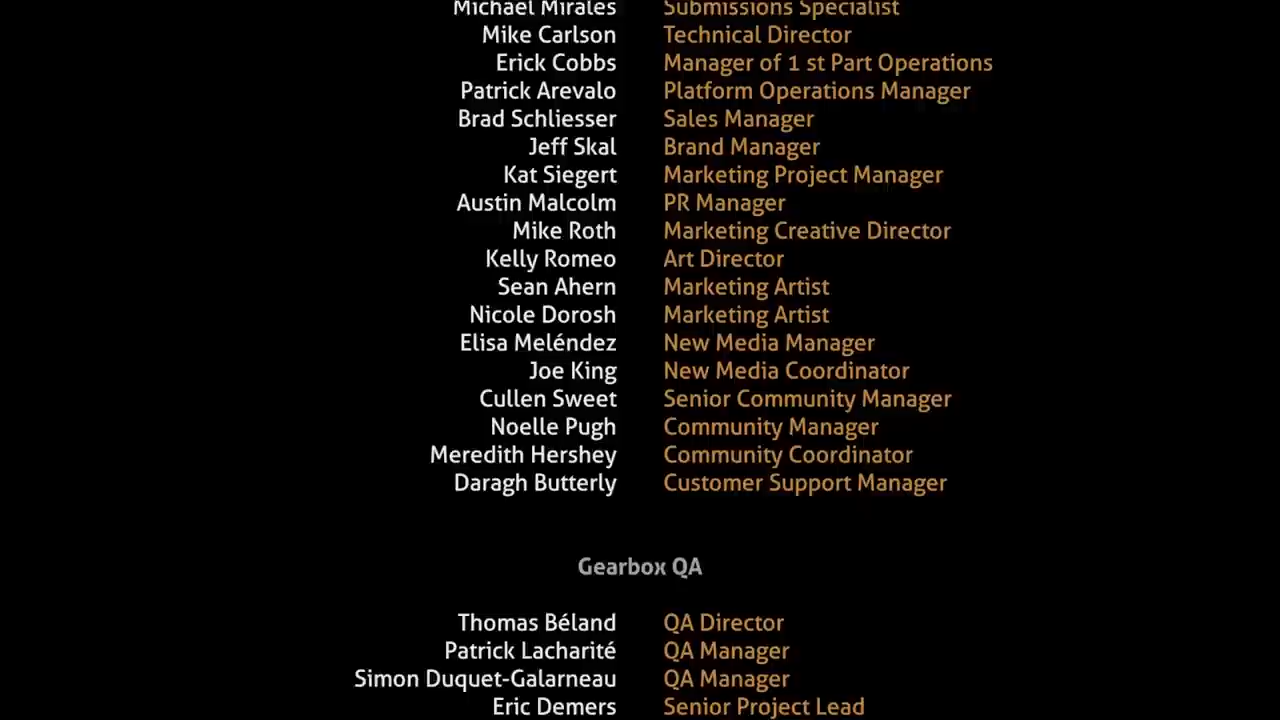 Michael Mirales Submissions Specialist
Mike Carlson Technical Director
Erick Cobbs Manager of 1 st Part Operations
Patrick Arevalo Platform Operations Manager
Brad Schliesser Sales Manager
Jeff Skal Brand Manager
Kat Siegert Marketing Project Manager
Austin Malcolm PR Manager
Mike Roth Marketing Creative Director
Kelly Romeo Art Director
Sean Ahern Marketing Artist
Nicole Dorosh Marketing Artist
Elisa Meléndez New Media Manager
Joe King New Media Coordinator
Cullen Sweet Senior Community Manager
Noelle Pugh Community Manager
Meredith Hershey Community Coordinator
Daragh Butterly Customer Support Manager
Gearbox QA
Thomas Béland QA Director
Patrick Lacharité QA Manager
Simon Duquet-Galarneau QA Manager
Eric Demers Senior Project Lead